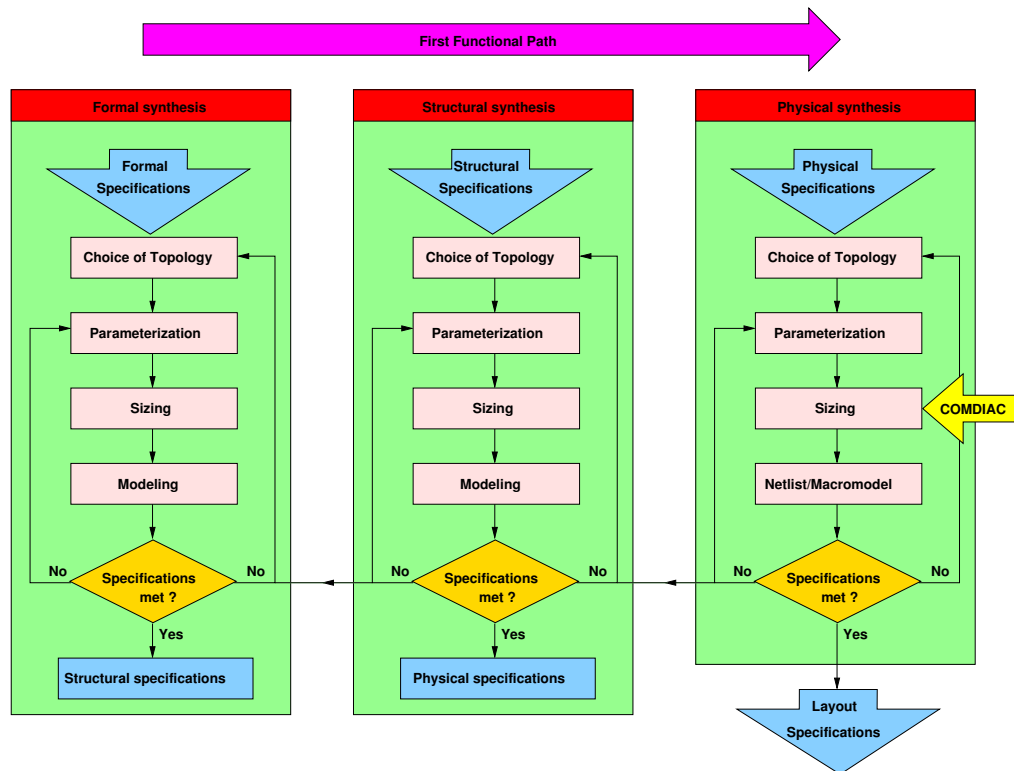 First Functional Path
Formal synthesis
Formal
Specifications
Choice of Topology
Parameterization
Sizing
Modeling
No
Specifications
met ?
No
Yes
Structural specifications
Structural synthesis
Structural
Specifications
Choice of Topology
Parameterization
Sizing
Modeling
No
Specifications
met ?
No
Yes
Physical specifications
Physical synthesis
Physical
Specifications
Choice of Topology
Parameterization
Sizing
COMDIAC
Netlist/Macromodel
No
Specifications
met ?
No
Yes
Layout
Specifications